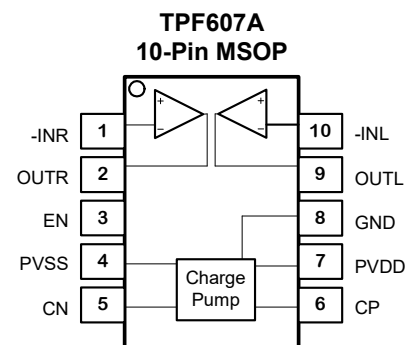 TPF607A
10-Pin MSOP
-INR 1 + − + − 10 -INL
OUTR 2 9 OUTL
EN 3 8 GND
PVSS 4 Charge 7 PVDD
CN 5 Pump 6 CP